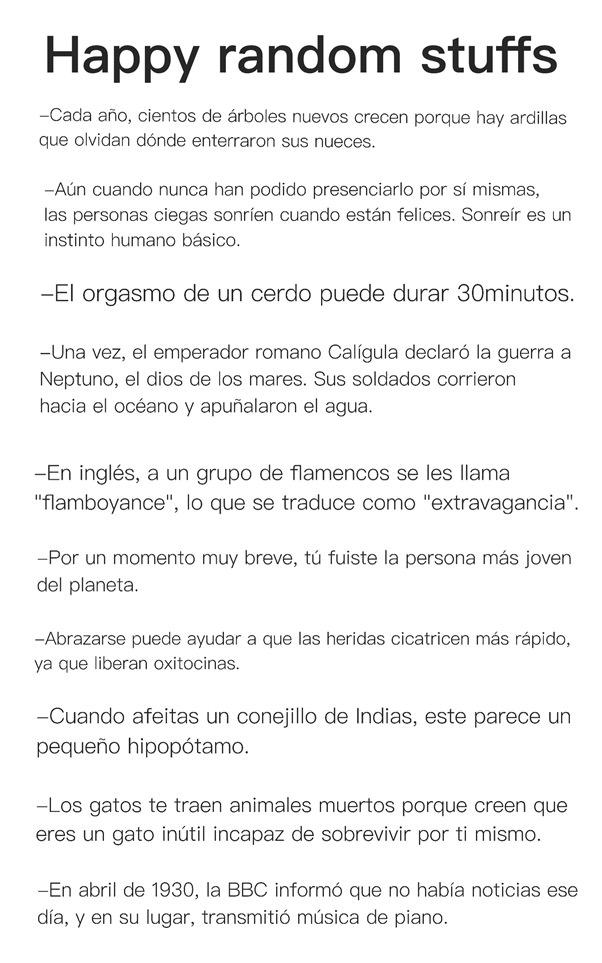 Happy random stuffs
–Cada año, cientos de árboles nuevos crecen porque hay ardillas
que olvidan dónde enterraron sus nueces.
–Aún cuando nunca han podido presenciarlo por sí mismas,
las personas ciegas sonríen cuando están felices. Sonreír es un
instinto humano básico.
–El orgasmo de un cerdo puede durar 30minutos.
–Una vez, el emperador romano Calígula declaró la guerra a
Neptuno, el dios de los mares. Sus soldados corrieron
hacia el océano y apuñalaron el agua.
–En inglés, a un grupo de flamencos se les llama
"flamboyance", lo que se traduce como "extravagancia".
–Por un momento muy breve, tú fuiste la persona más joven
del planeta.
–Abrazarse puede ayudar a que las heridas cicatricen más rápido,
ya que liberan oxitocinas.
–Cuando afeitas un conejillo de Indias, este parece un
pequeño hipopótamo.
–Los gatos te traen animales muertos porque creen que
eres un gato inútil incapaz de sobrevivir por ti mismo.
–En abril de 1930, la BBC informó que no había noticias ese
día, y en su lugar, transmitió música de piano.